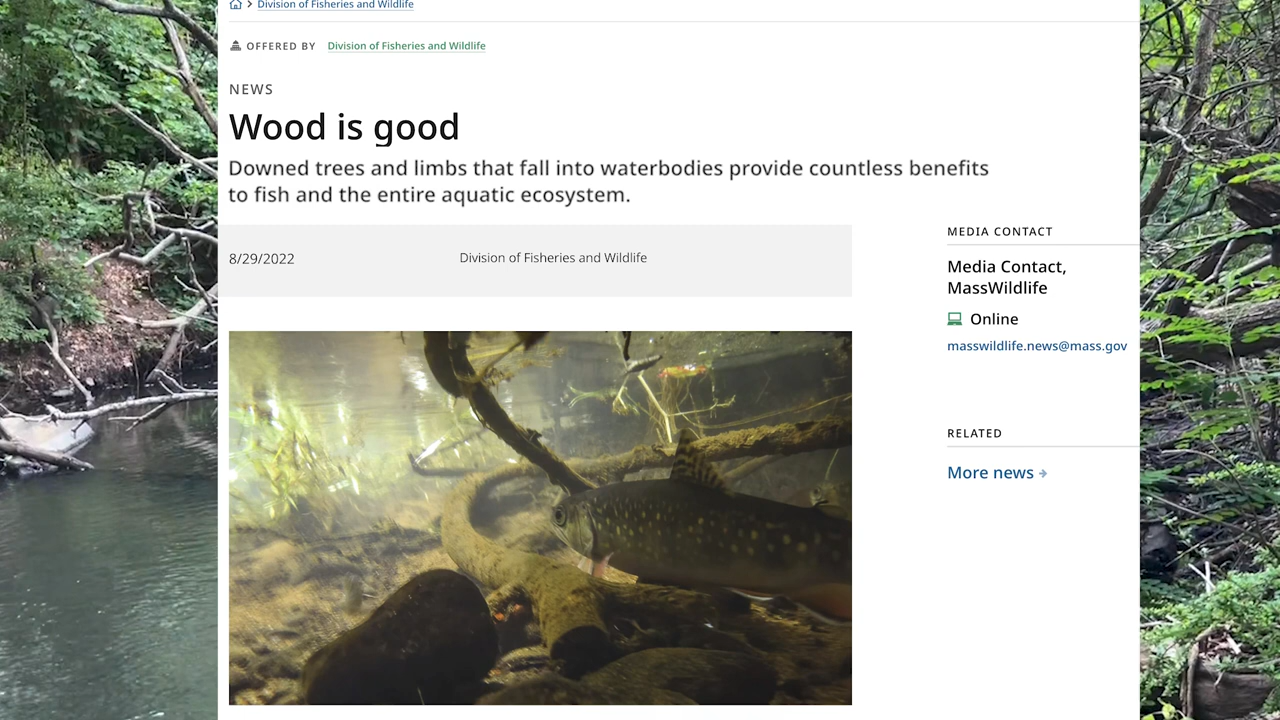 Division of Fisheries and Wildlife
OFFERED BY Division of Fisheries and Wildlife
NEWS
Wood is good
Downed trees and limbs that fall into waterbodies provide countless benefits
to fish and the entire aquatic ecosystem.
8/29/2022 Division of Fisheries and Wildlife
MEDIA CONTACT
Media Contact,
MassWildlife
Online
masswildlife.news@mass.gov
RELATED
More news